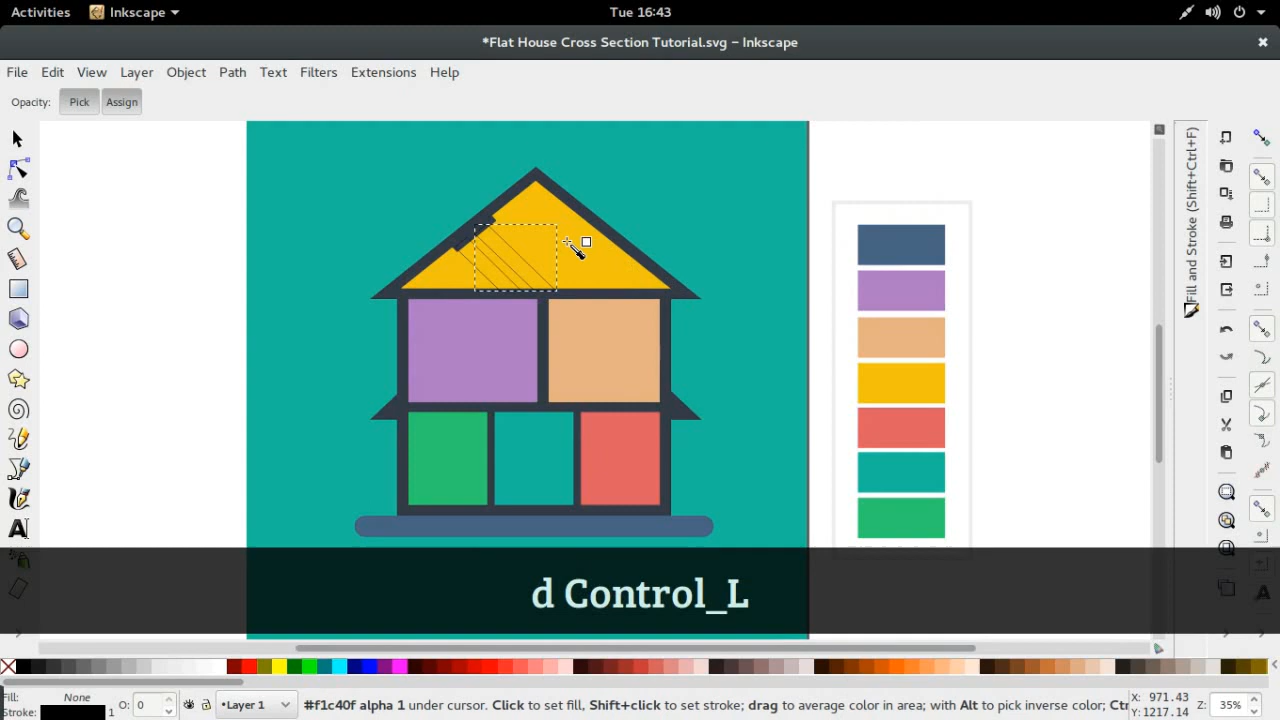 Activities Inkscape Tue 16:43
*Flat House Cross Section Tutorial.svg – Inkscape
File Edit View Layer Object Path Text Filters Extensions Help
Opacity: Pick Assign
Fill and Stroke (Shift+Ctrl+F)
d Control_L
Fill: None
Stroke: 1 O: 0 •Layer 1 #f1c40f alpha 1 under cursor. Click to set fill, Shift+click to set stroke; drag to average color in area; with Alt to pick inverse color; Ctr X: 971.43 Y: 1217.14 Z: 35%